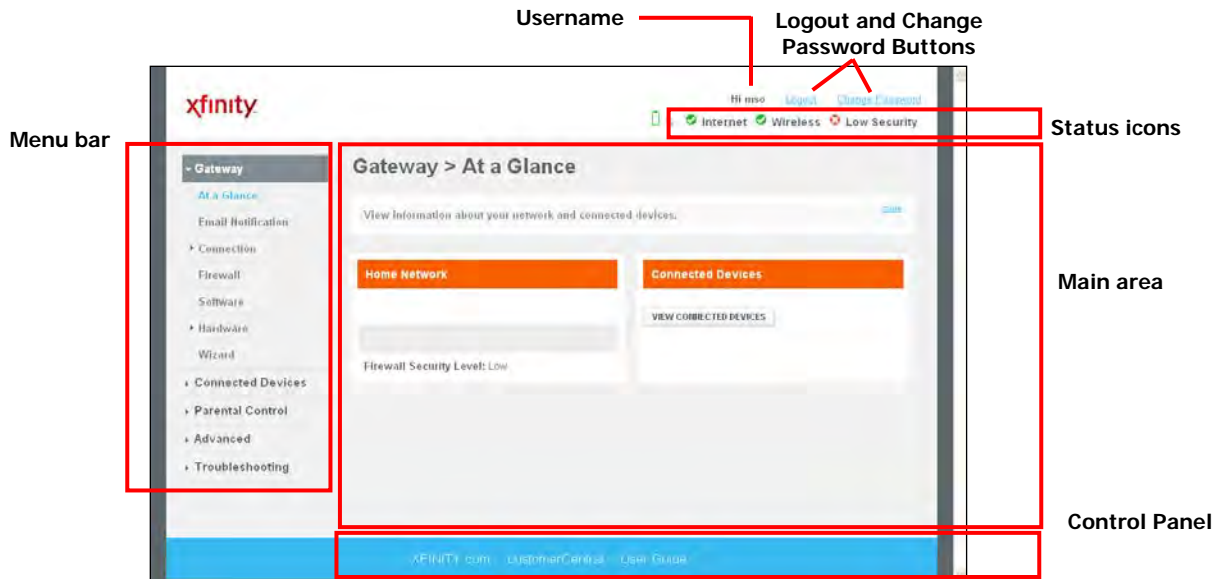 Username
Logout and Change
Password Buttons
xfinity.
Hi mso Logout Change Password
Internet Wireless Low Security
Status icons
Menu bar
Gateway
Gateway > At a Glance
At a Glance
View information about your network and connected devices. more
Email Notification
Connection
Firewall
Home Network
Connected Devices
Main area
Software
VIEW CONNECTED DEVICES
Hardware
Wizard
Firewall Security Level: Low
Connected Devices
Parental Control
Advanced
Troubleshooting
Control Panel
XFINITY.com customerCentral User Guide